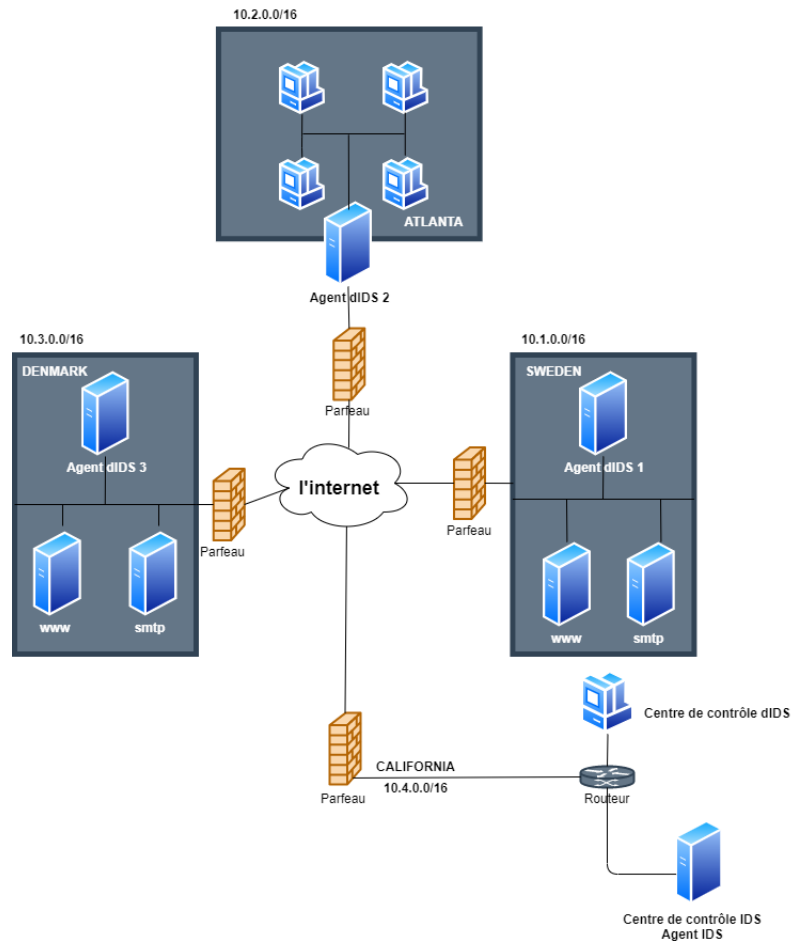 10.2.0.0/16
ATLANTA
Agent dIDS 2
Parfeau
10.3.0.0/16
DENMARK
Agent dIDS 3
www
smtp
Parfeau
l'internet
Parfeau
10.1.0.0/16
SWEDEN
Agent dIDS 1
www
smtp
Centre de contrôle dIDS
CALIFORNIA
10.4.0.0/16
Parfeau
Routeur
Centre de contrôle IDS
Agent IDS